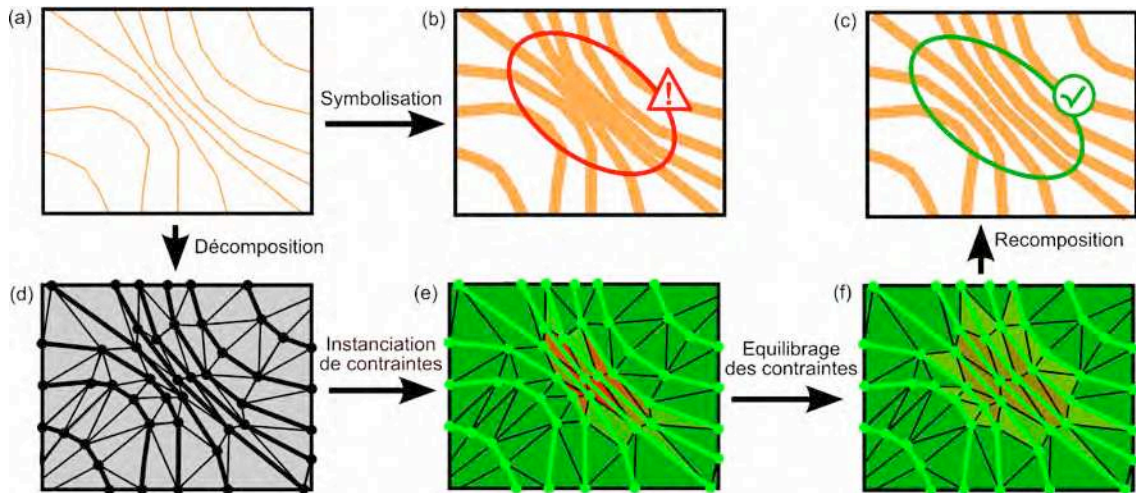 (a)
(b)
(c)
Symbolisation
!
Décomposition
Recomposition
(d)
(e)
(f)
Instanciation
de contraintes
Equilibrage
des contraintes